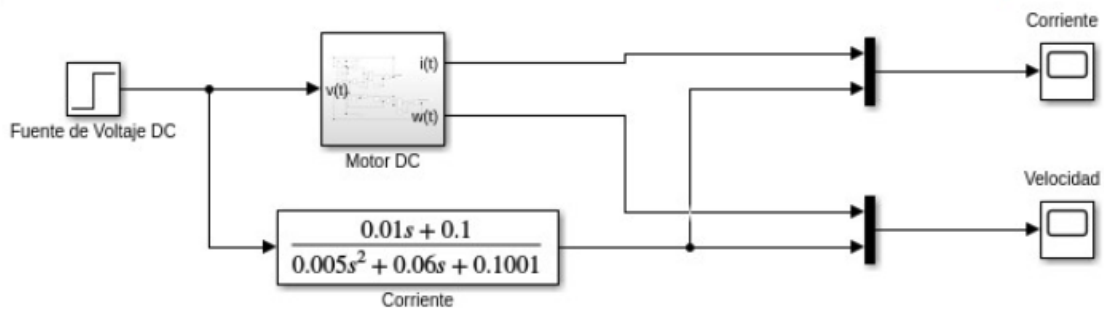 Corriente
Fuente de Voltaje DC
v(t)
i(t)
w(t)
Motor DC
Velocidad
0.01s + 0.1
0.005s² + 0.06s + 0.1001
Corriente